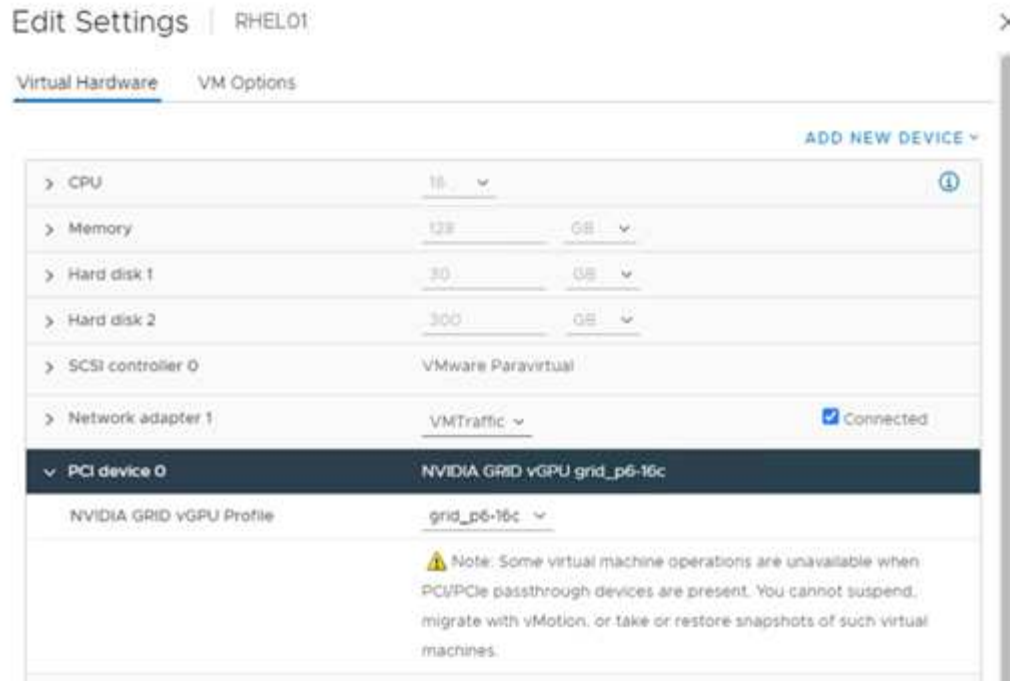 Edit Settings | RHEL01
Virtual Hardware VM Options
ADD NEW DEVICE
CPU 16
Memory 128 GB
Hard disk 1 30 GB
Hard disk 2 300 GB
SCSI controller 0 VMware Paravirtual
Network adapter 1 VMTraffic Connected
PCI device 0 NVIDIA GRID vGPU grid_p6-16c
NVIDIA GRID vGPU Profile grid_p6-16c
Note: Some virtual machine operations are unavailable when
PCI/PCIe passthrough devices are present. You cannot suspend,
migrate with vMotion, or take or restore snapshots of such virtual
machines.